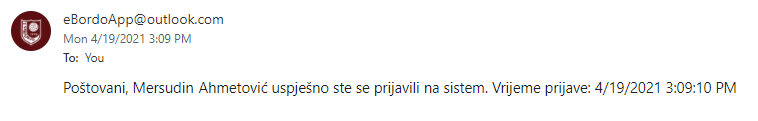 eBordoApp@outlook.com
Mon 4/19/2021 3:09 PM
To: You
Poštovani, Mersudin Ahmetović uspješno ste se prijavili na sistem. Vrijeme prijave: 4/19/2021 3:09:10 PM